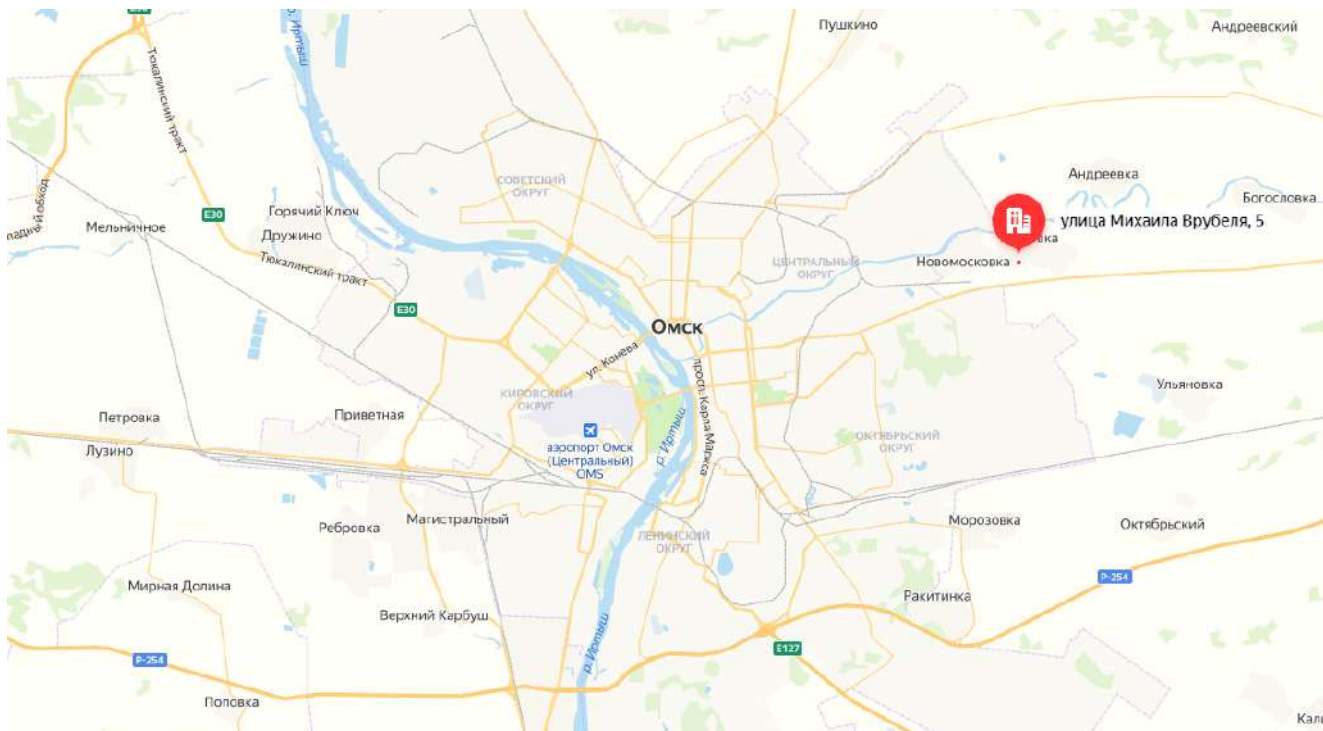 р. Иртыш
Пушкино
Андреевский
Тюкалинский тракт
СОВЕТСКИЙ
ОКРУГ
Андреевка
Богословка
E30
Горячий Ключ
Мельничное
Дружино
улица Михаила Врубеля, 5
вка
Тюкалинский тракт
ЦЕНТРАЛЬНЫЙ
ОКРУГ
Новомосковка
E30
Омск
ул. Конева
просп. Карла Маркса
Ульяновка
КИРОВСКИЙ
ОКРУГ
Петровка
Приветная
аэропорт Омск
(Центральный)
OMS
р. Иртыш
ОКТЯБРЬСКИЙ
ОКРУГ
Лузино
Ребровка
Магистральный
ЛЕНИНСКИЙ
ОКРУГ
Морозовка
Октябрьский
Мирная Долина
Верхний Карбуш
Ракитинка
Р-254
р. Иртыш
E127
Р-254
Поповка